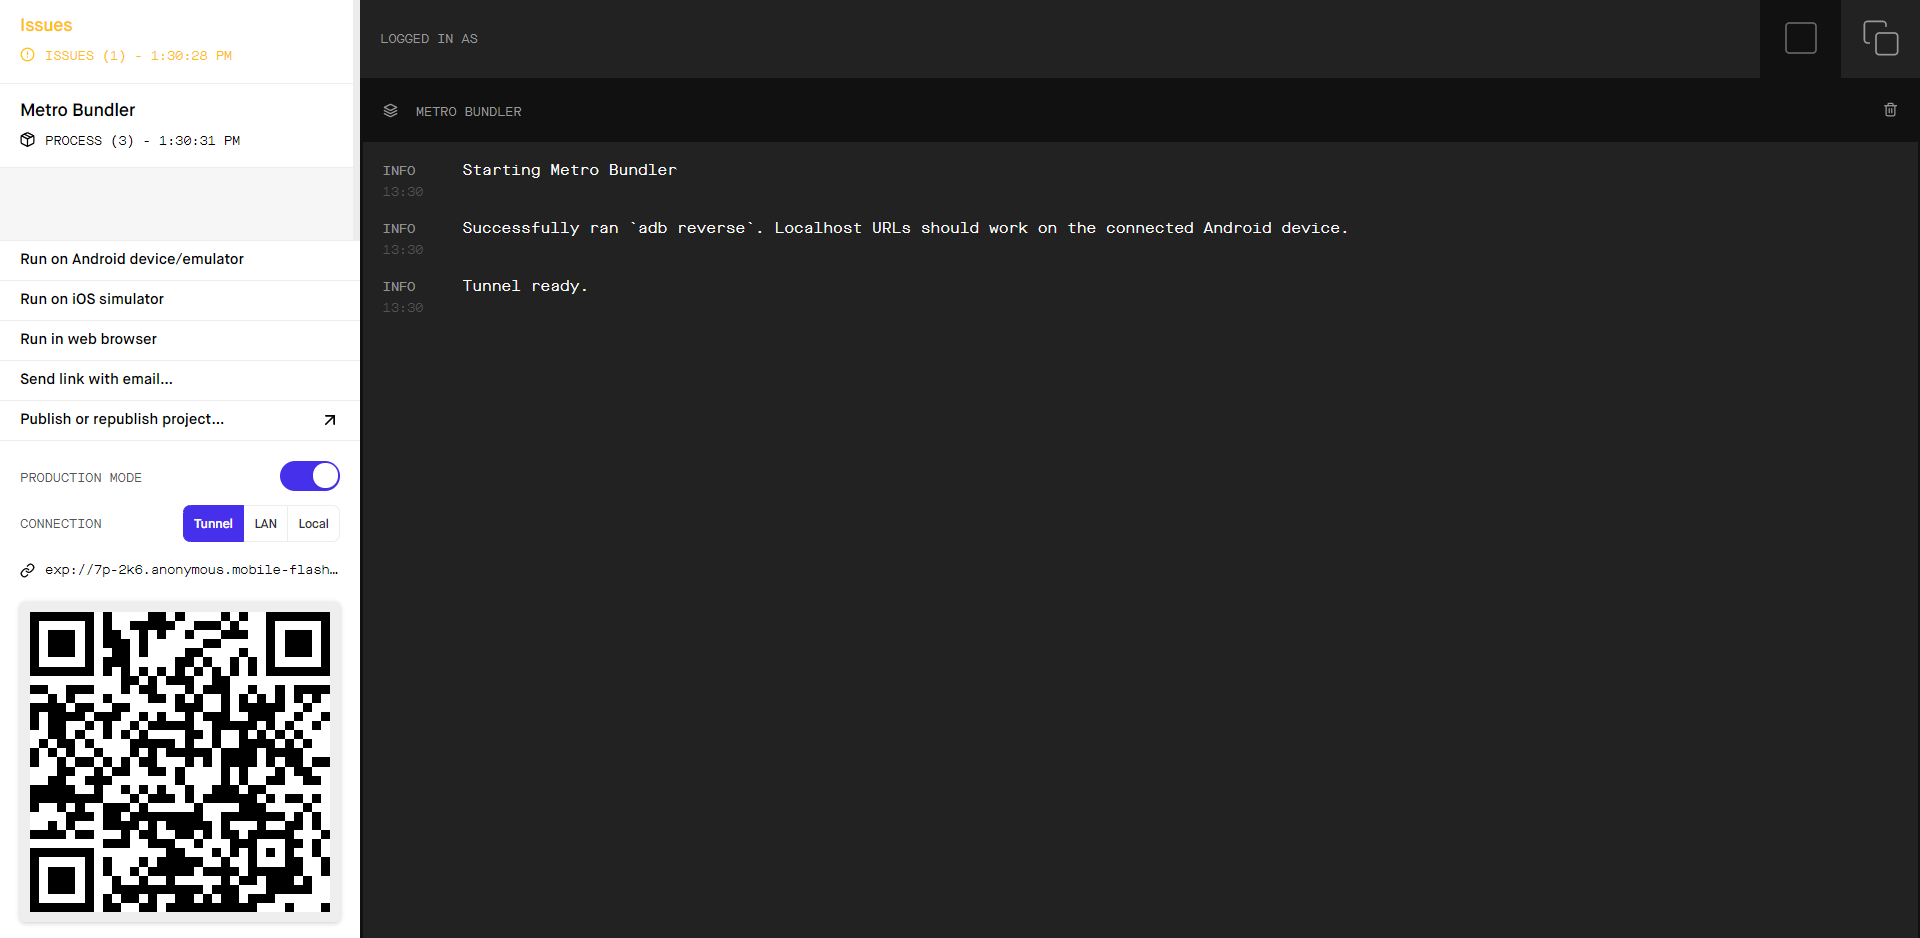 Issues
ISSUES (1) - 1:30:28 PM
Metro Bundler
PROCESS (3) - 1:30:31 PM
Run on Android device/emulator
Run on iOS simulator
Run in web browser
Send link with email...
Publish or republish project...
PRODUCTION MODE
CONNECTION
Tunnel LAN Local
exp://7p-2k6.anonymous.mobile-flash…
LOGGED IN AS
METRO BUNDLER
INFO Starting Metro Bundler
13:30
INFO Successfully ran `adb reverse`. Localhost URLs should work on the connected Android device.
13:30
INFO Tunnel ready.
13:30